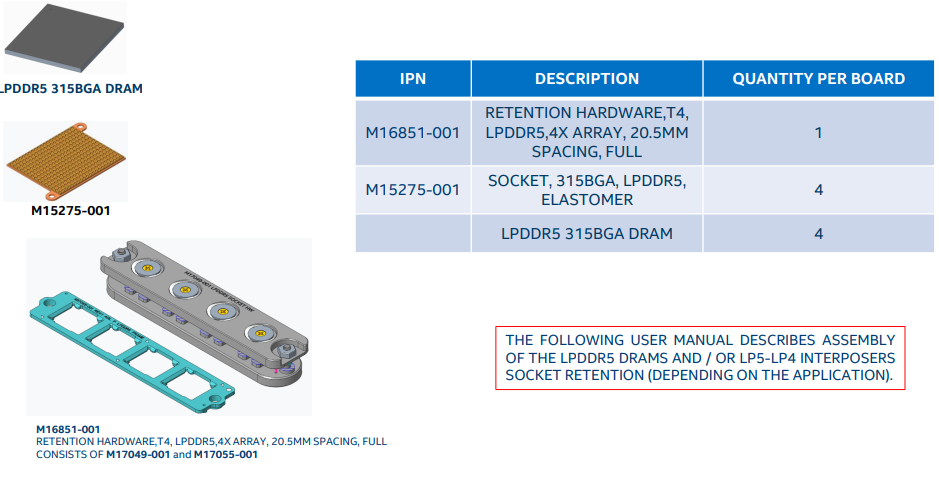 LPDDR5 315BGA DRAM
M15275-001
M16851-001
RETENTION HARDWARE,T4, LPDDR5,4X ARRAY, 20.5MM SPACING, FULL
CONSISTS OF M17049-001 and M17055-001
IPN DESCRIPTION QUANTITY PER BOARD
M16851-001 RETENTION HARDWARE,T4, LPDDR5,4X ARRAY, 20.5MM SPACING, FULL 1
M15275-001 SOCKET, 315BGA, LPDDR5, ELASTOMER 4
LPDDR5 315BGA DRAM 4
THE FOLLOWING USER MANUAL DESCRIBES ASSEMBLY
OF THE LPDDR5 DRAMS AND / OR LP5-LP4 INTERPOSERS
SOCKET RETENTION (DEPENDING ON THE APPLICATION).